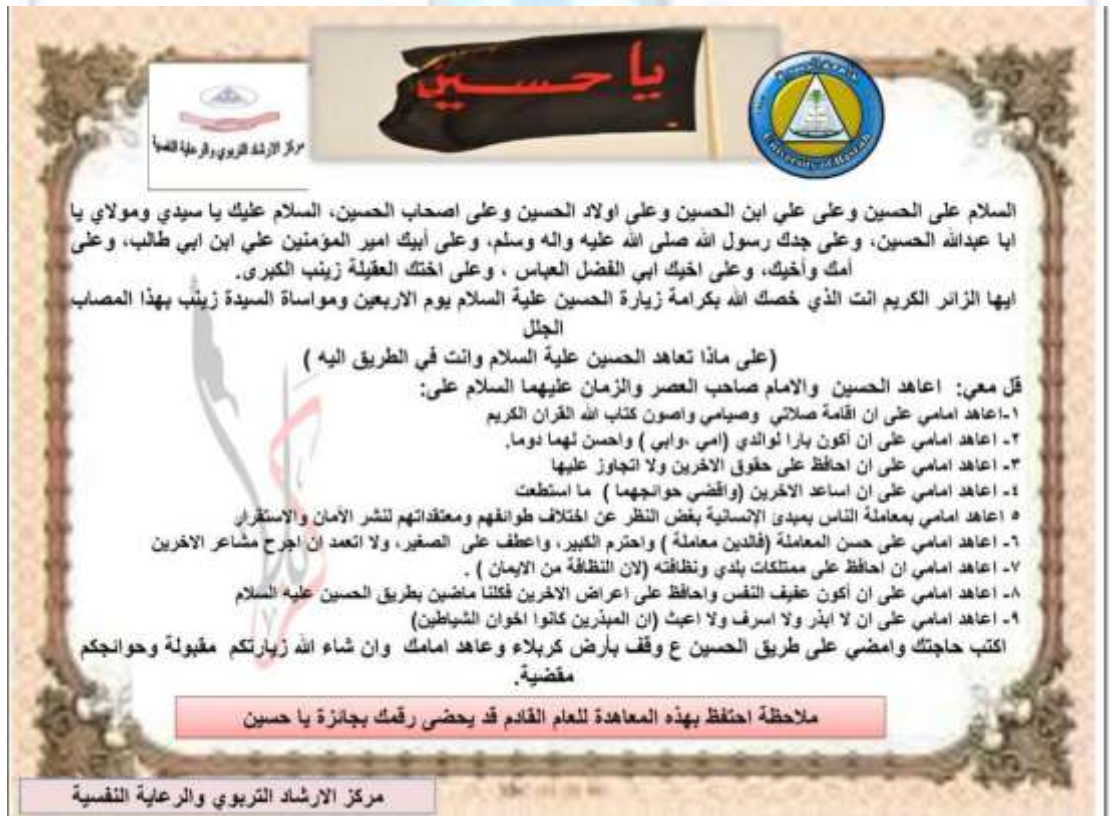 يا حسين
جامعة البصرة
University of Basrah
مركز الارشاد التربوي والرعاية النفسية
السلام على الحسين وعلى علي ابن الحسين وعلى اولاد الحسين وعلى اصحاب الحسين، السلام عليك يا سيدي ومولاي يا
ابا عبدالله الحسين، وعلى جدك رسول الله صلى الله عليه واله وسلم، وعلى أبيك امير المؤمنين علي ابن ابي طالب، وعلى
أمك وأخيك، وعلى اخيك ابي الفضل العباس ، وعلى اختك العقيلة زينب الكبرى.
ايها الزائر الكريم انت الذي خصك الله بكرامة زيارة الحسين علية السلام يوم الاربعين ومواساة السيدة زينب بهذا المصاب
الجلل
(على ماذا تعاهد الحسين علية السلام وانت في الطريق اليه )
قل معي: اعاهد الحسين والامام صاحب العصر والزمان عليهما السلام على:
١-اعاهد امامي على ان اقامة صلاتي وصيامي واصون كتاب الله القران الكريم
٢- اعاهد امامي على ان أكون بارا لوالدي (امي ،وابي ) واحسن لهما دوما.
٣- اعاهد امامي على ان احافظ على حقوق الاخرين ولا اتجاوز عليها
٤- اعاهد امامي على ان اساعد الاخرين (واقضي حوائجهما ) ما استطعت
٥ اعاهد امامي بمعاملة الناس بمبدئ الإنسانية بغض النظر عن اختلاف طوائفهم ومعتقداتهم لنشر الأمان والاستقرار
٦- اعاهد امامي على حسن المعاملة (فالدين معاملة ) واحترم الكبير، واعطف على الصغير، ولا اتعمد ان اجرح مشاعر الاخرين
٧- اعاهد امامي ان احافظ على ممتلكات بلدي ونظافته (لان النظافة من الايمان ) .
٨- اعاهد امامي على ان أكون عفيف النفس واحافظ على اعراض الاخرين فكلنا ماضين بطريق الحسين عليه السلام
٩- اعاهد امامي على ان لا ابذر ولا اسرف ولا اعبث (ان المبذرين كانوا اخوان الشياطين)
اكتب حاجتك وامضي على طريق الحسين ع وقف بأرض كربلاء وعاهد امامك وان شاء الله زيارتكم مقبولة وحوائجكم
مقضية.
ملاحظة احتفظ بهذه المعاهدة للعام القادم قد يحضى رقمك بجائزة يا حسين
مركز الارشاد التربوي والرعاية النفسية